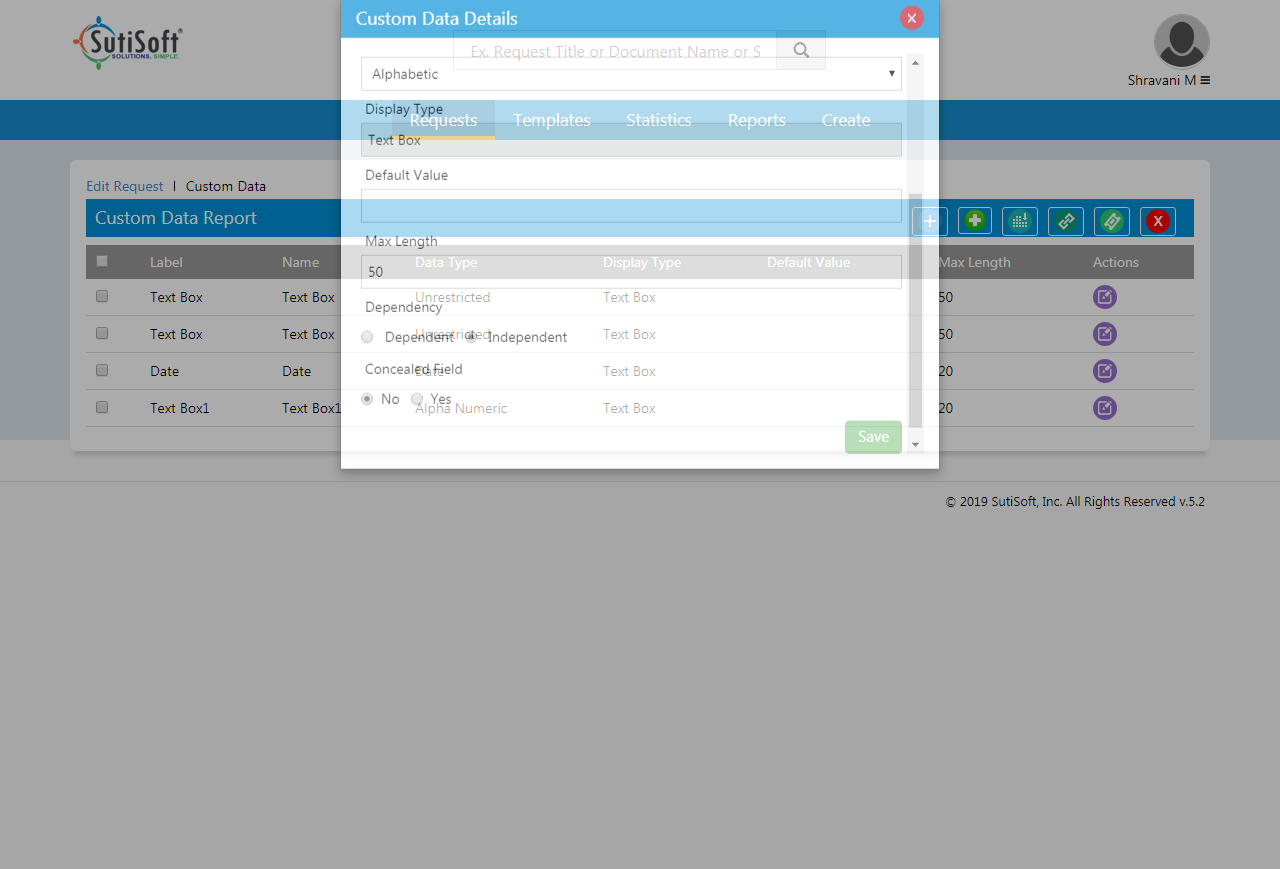 Custom Data Details
x
SutiSoft®
SOLUTIONS. SIMPLE.
Ex. Request Title or Document Name or S
Shravani M
Alphabetic
Display Type
Requests Templates Statistics Reports Create
Text Box
Default Value
Edit Request | Custom Data
Custom Data Report
Max Length
50
Label Name Data Type Display Type Default Value Max Length Actions
Text Box Text Box Unrestricted Text Box 50
Dependency
Text Box Text Box Unrestricted Text Box 50
Dependent Independent
Concealed Field
Date Date Date Text Box 20
No Yes
Text Box1 Text Box1 Alpha Numeric Text Box 20
Save
© 2019 SutiSoft, Inc. All Rights Reserved v.5.2